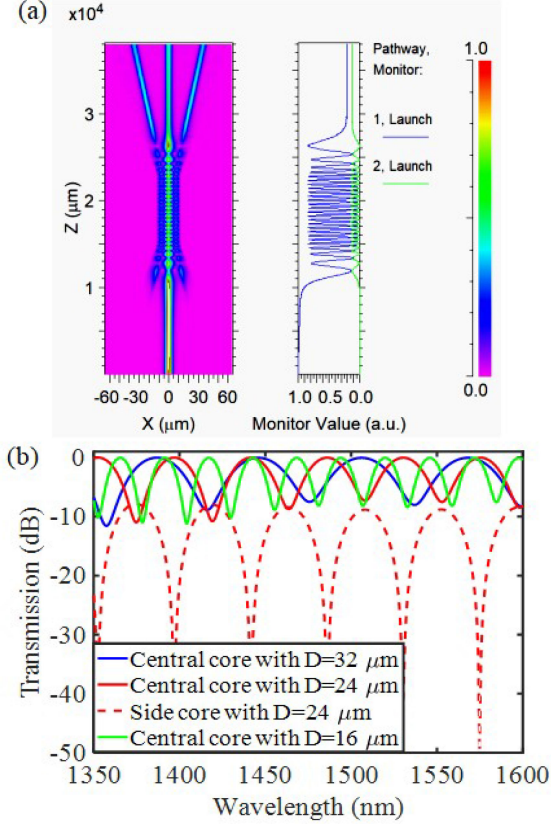 (a)
x10⁴
Z (μm)
3
2
1
-60
-30
0
30
60
X (μm)
1.0
0.5
0.0
Monitor Value (a.u.)
Pathway,
Monitor:
1, Launch
2, Launch
1.0
0.0
(b)
Transmission (dB)
0
-10
-20
-30
-40
-50
Central core with D=32 μm
Central core with D=24 μm
Side core with D=24 μm
Central core with D=16 μm
1350
1400
1450
1500
1550
1600
Wavelength (nm)